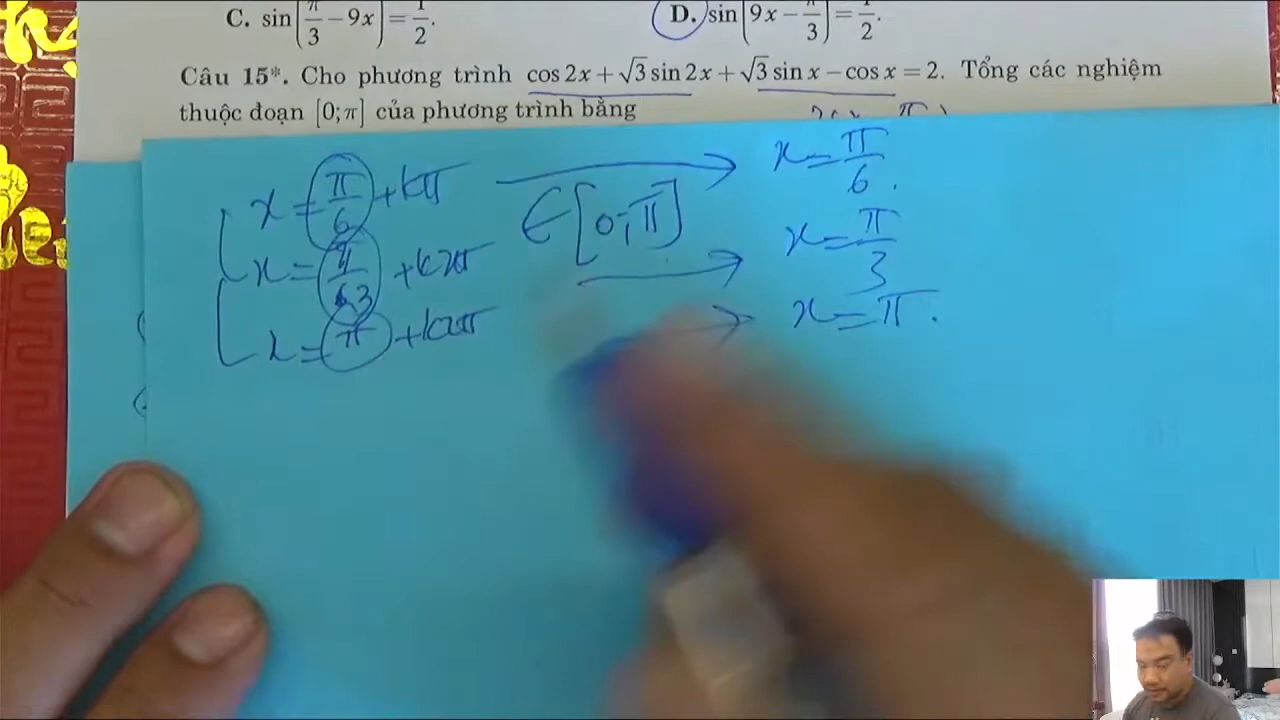 C. sin(π/3 − 9x) = 1/2.
D. sin(9x − π/3) = 1/2.
Câu 15*. Cho phương trình cos 2x + √3 sin 2x + √3 sin x − cos x = 2. Tổng các nghiệm
thuộc đoạn [0; π] của phương trình bằng
x = π/6 + kπ
∈ [0; π]
x = π/6.
x = π/3 + k2π
x = π/3
x = π + k2π
x = π.